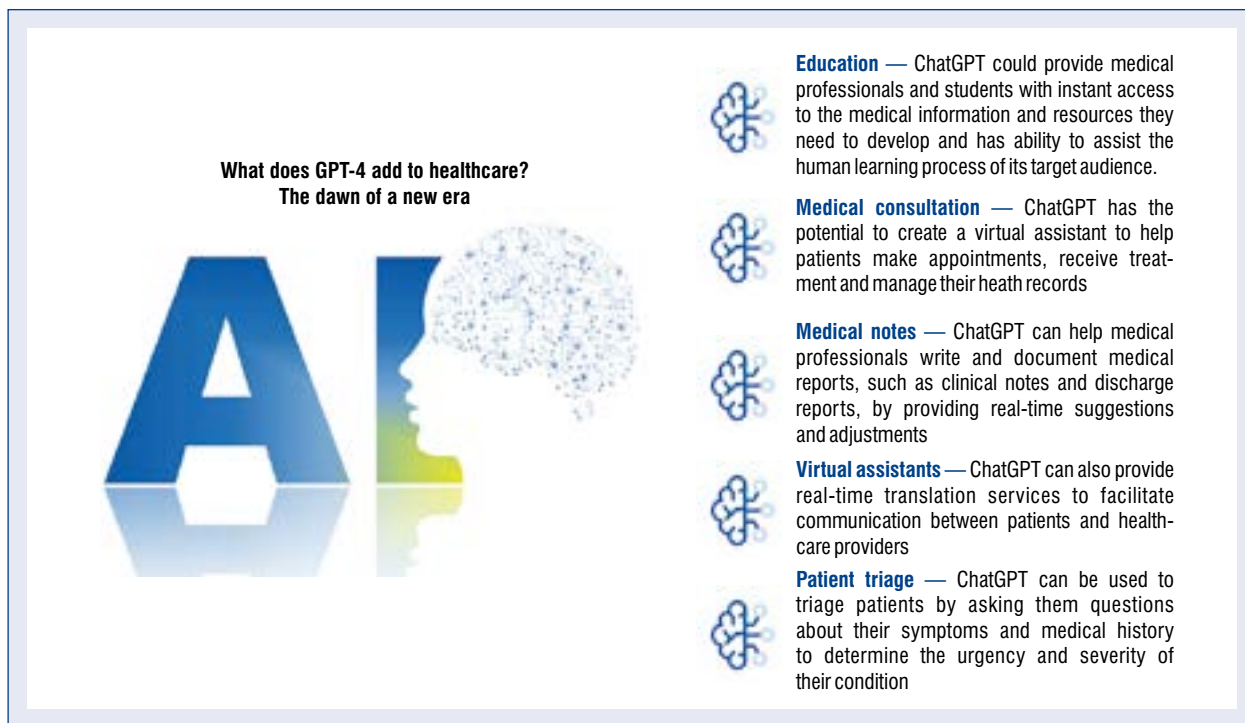 What does GPT-4 add to healthcare?
The dawn of a new era
AI
Education — ChatGPT could provide medical
professionals and students with instant access
to the medical information and resources they
need to develop and has ability to assist the
human learning process of its target audience.
Medical consultation — ChatGPT has the
potential to create a virtual assistant to help
patients make appointments, receive treat-
ment and manage their heath records
Medical notes — ChatGPT can help medical
professionals write and document medical
reports, such as clinical notes and discharge
reports, by providing real-time suggestions
and adjustments
Virtual assistants — ChatGPT can also provide
real-time translation services to facilitate
communication between patients and health-
care providers
Patient triage — ChatGPT can be used to
triage patients by asking them questions
about their symptoms and medical history
to determine the urgency and severity of
their condition